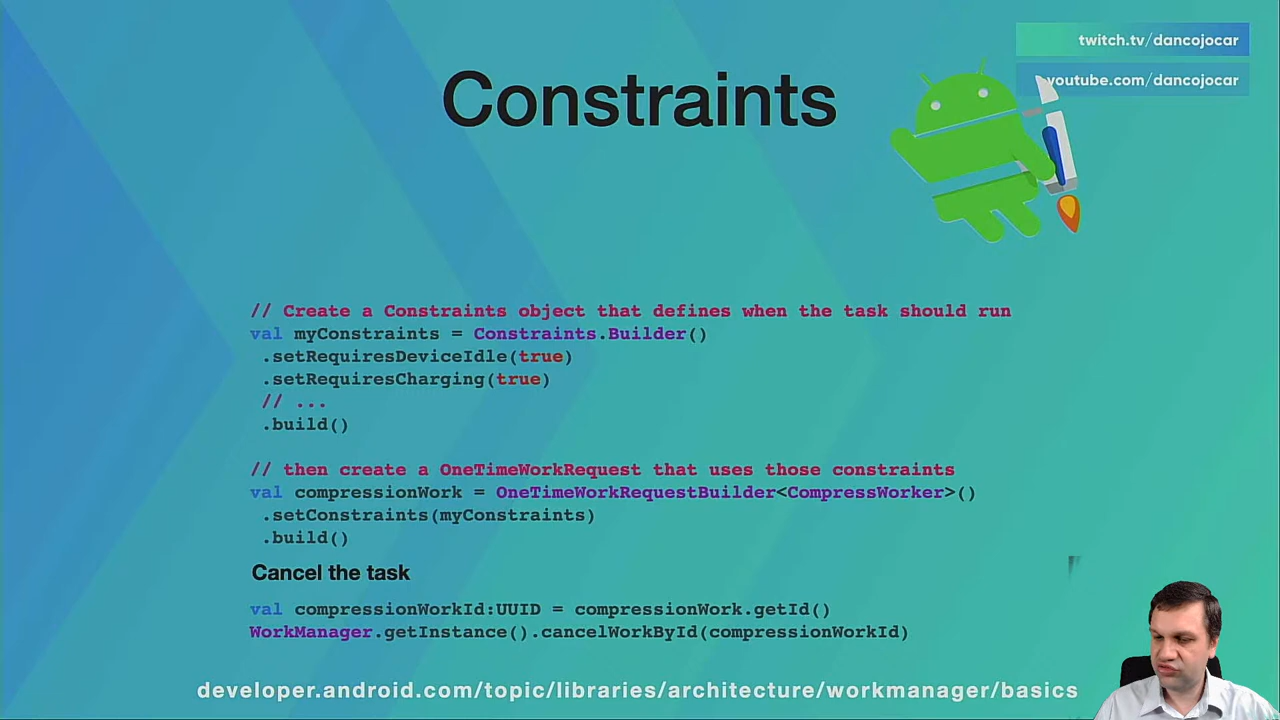 twitch.tv/dancojocar
youtube.com/dancojocar
Constraints
// Create a Constraints object that defines when the task should run
val myConstraints = Constraints.Builder()
.setRequiresDeviceIdle(true)
.setRequiresCharging(true)
// ...
.build()
// then create a OneTimeWorkRequest that uses those constraints
val compressionWork = OneTimeWorkRequestBuilder<CompressWorker>()
.setConstraints(myConstraints)
.build()
Cancel the task
val compressionWorkId:UUID = compressionWork.getId()
WorkManager.getInstance().cancelWorkById(compressionWorkId)
developer.android.com/topic/libraries/architecture/workmanager/basics